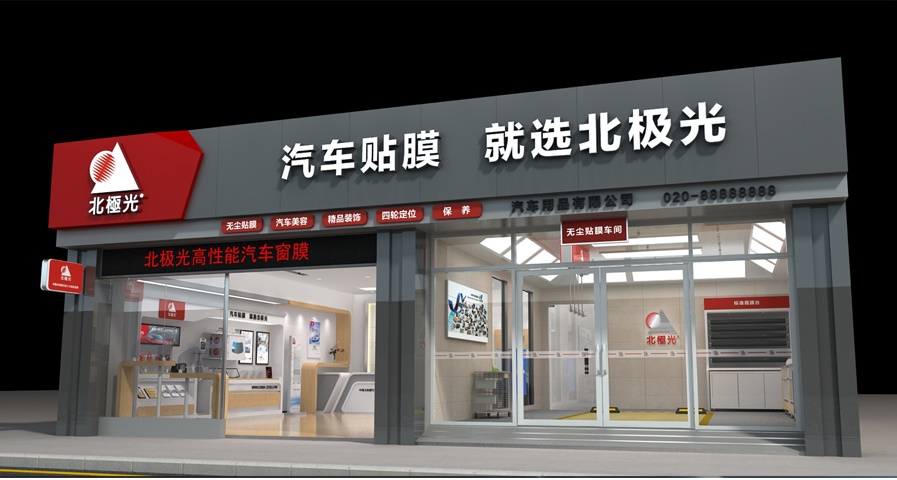 汽车贴膜 就选北极光
北極光
无尘贴膜 汽车美容 精品装饰 四轮定位 保 养
汽车用品有限公司 020-88888888
北极光高性能汽车窗膜
无尘贴膜车间
北極光
北極光